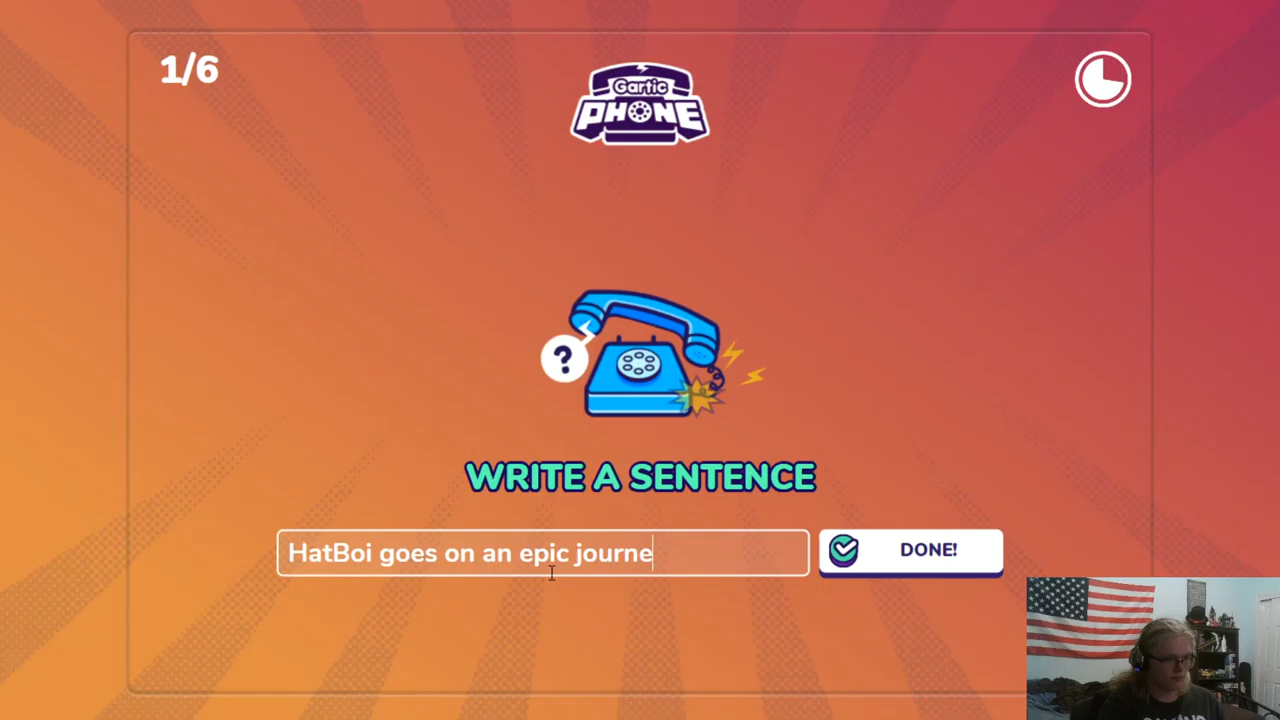 1/6
Gartic
PHONE
?
WRITE A SENTENCE
HatBoi goes on an epic journe
DONE!